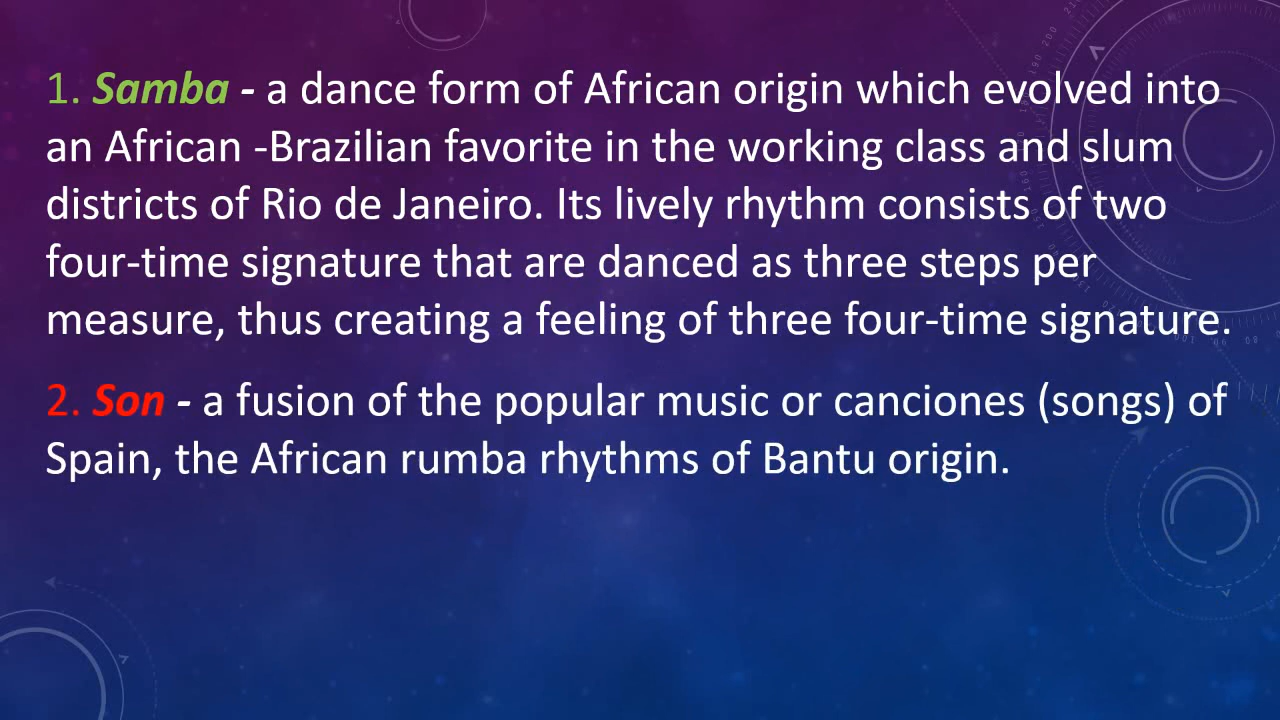 1. Samba - a dance form of African origin which evolved into
an African -Brazilian favorite in the working class and slum
districts of Rio de Janeiro. Its lively rhythm consists of two
four-time signature that are danced as three steps per
measure, thus creating a feeling of three four-time signature.
2. Son - a fusion of the popular music or canciones (songs) of
Spain, the African rumba rhythms of Bantu origin.